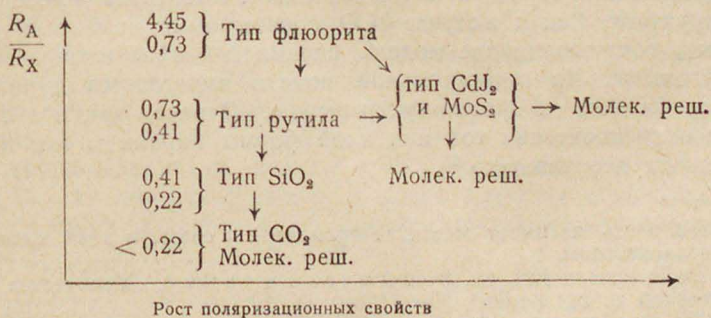 R_A / R_X
4,45
0,73 } Тип флюорита
0,73
0,41 } Тип рутила → { тип CdJ₂ и MoS₂ } → Молек. реш.
0,41
0,22 } Тип SiO₂
Молек. реш.
<0,22 } Тип CO₂
Молек. реш.
Рост поляризационных свойств